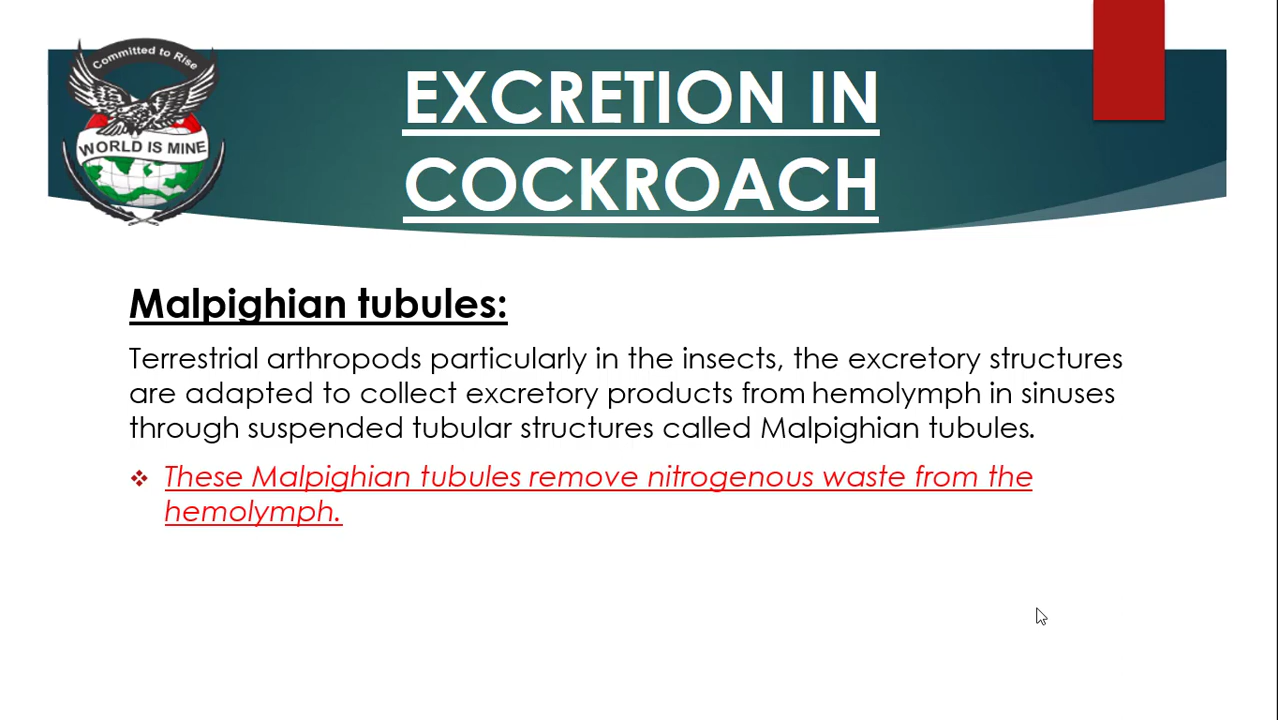 Committed to Rise
WORLD IS MINE
EXCRETION IN
COCKROACH
Malpighian tubules:
Terrestrial arthropods particularly in the insects, the excretory structures
are adapted to collect excretory products from hemolymph in sinuses
through suspended tubular structures called Malpighian tubules.
These Malpighian tubules remove nitrogenous waste from the
hemolymph.